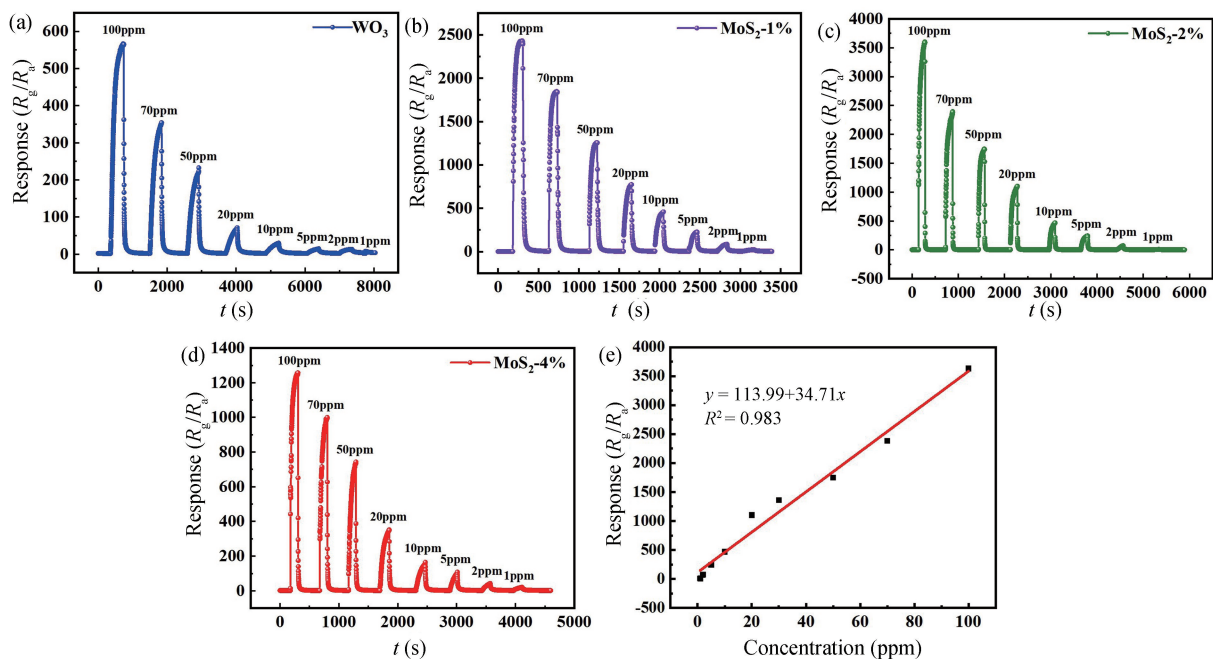 (a)
WO₃
100ppm
70ppm
50ppm
20ppm
10ppm
5ppm
2ppm
1ppm
600
500
400
300
200
100
0
-100
Response (Rg/Ra)
0
2000
4000
6000
8000
t (s)
(b)
MoS₂-1%
100ppm
70ppm
50ppm
20ppm
10ppm
5ppm
2ppm
1ppm
2500
2000
1500
1000
500
0
-500
Response (Rg/Ra)
0
500
1000
1500
2000
2500
3000
3500
t (s)
(c)
MoS₂-2%
100ppm
70ppm
50ppm
20ppm
10ppm
5ppm
2ppm
1ppm
4000
3500
3000
2500
2000
1500
1000
500
0
-500
Response (Rg/Ra)
0
1000
2000
3000
4000
5000
6000
t (s)
(d)
MoS₂-4%
100ppm
70ppm
50ppm
20ppm
10ppm
5ppm
2ppm
1ppm
1400
1200
1000
800
600
400
200
0
Response (Rg/Ra)
0
1000
2000
3000
4000
5000
t (s)
(e)
y = 113.99+34.71x
R² = 0.983
4000
3500
3000
2500
2000
1500
1000
500
0
-500
Response (Rg/Ra)
0
20
40
60
80
100
Concentration (ppm)